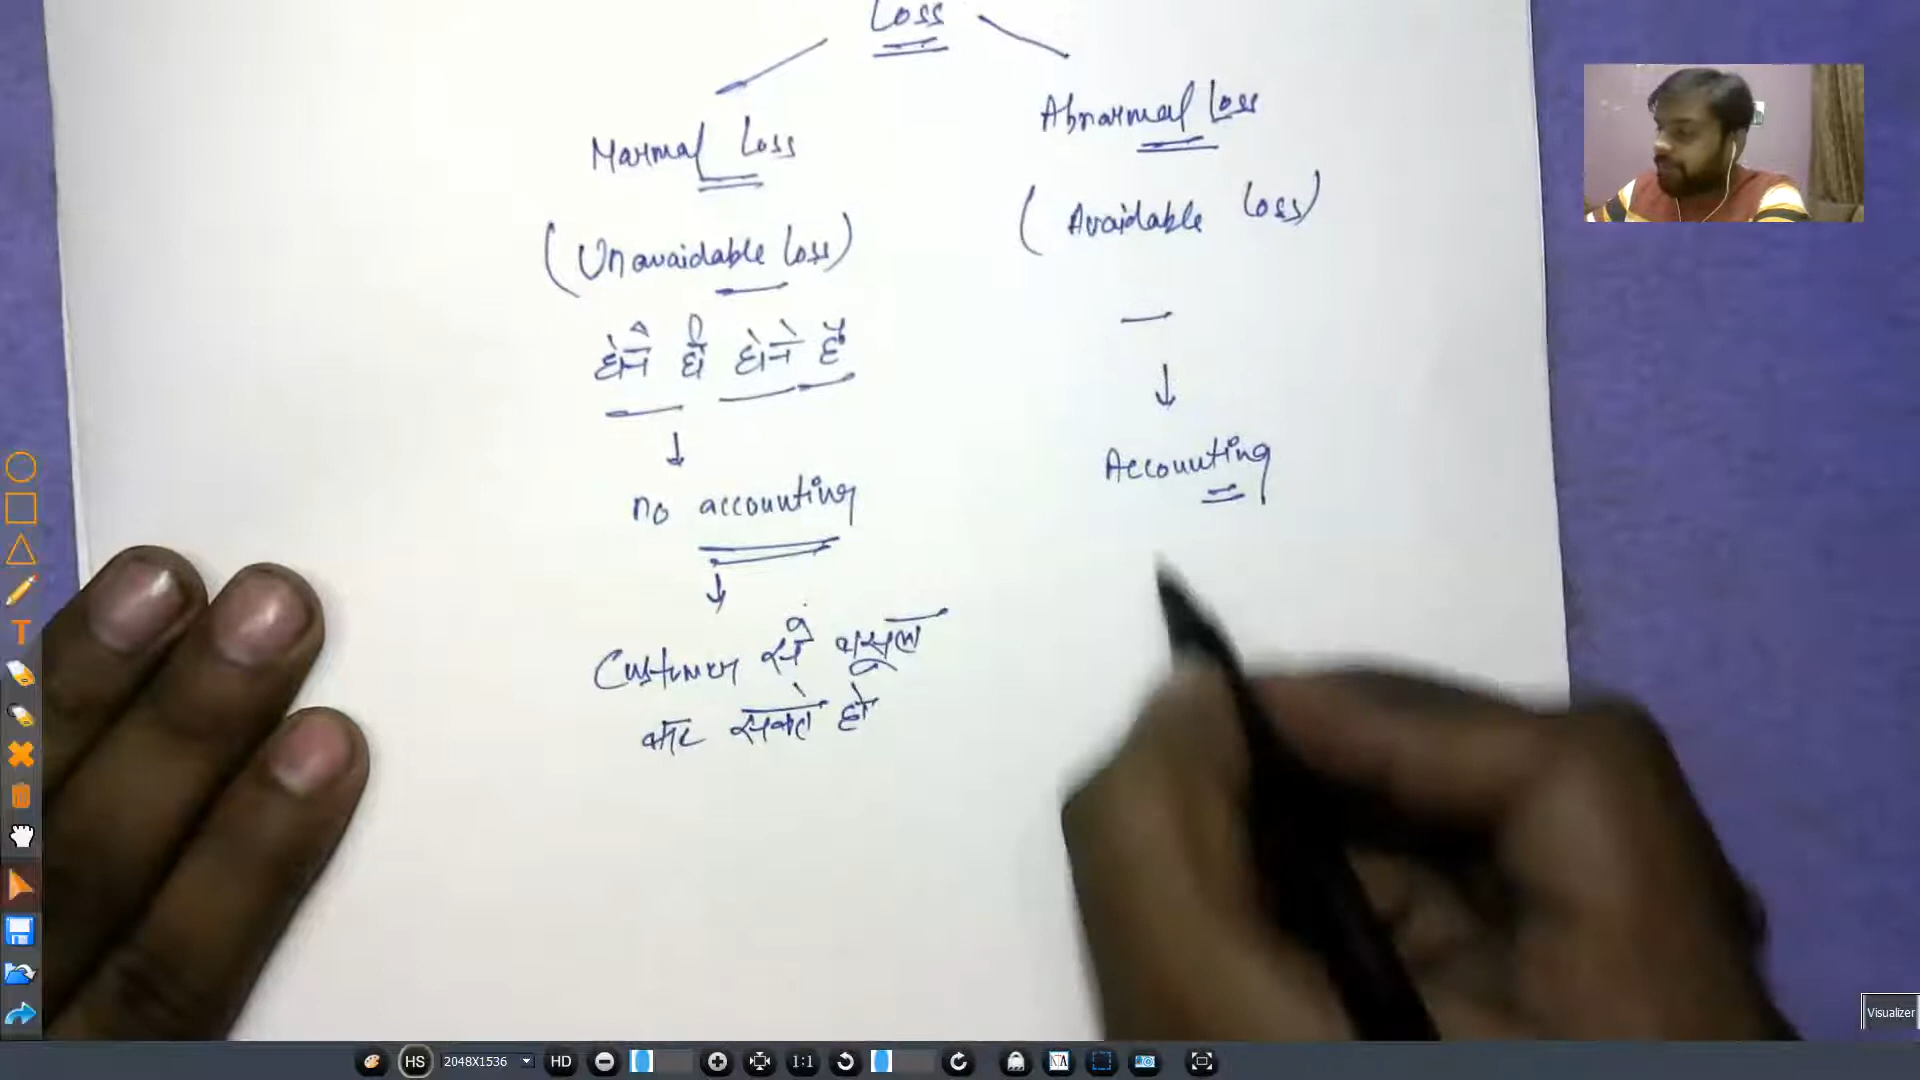 Loss
Normal Loss
Abnormal Loss
(Unavoidable Loss)
(Avoidable Loss)
होने ही होने है
no accounting
Accounting
Customer से वसूल
कर सकते हो
T
Visualizer
HS
2048X1536
HD
1:1